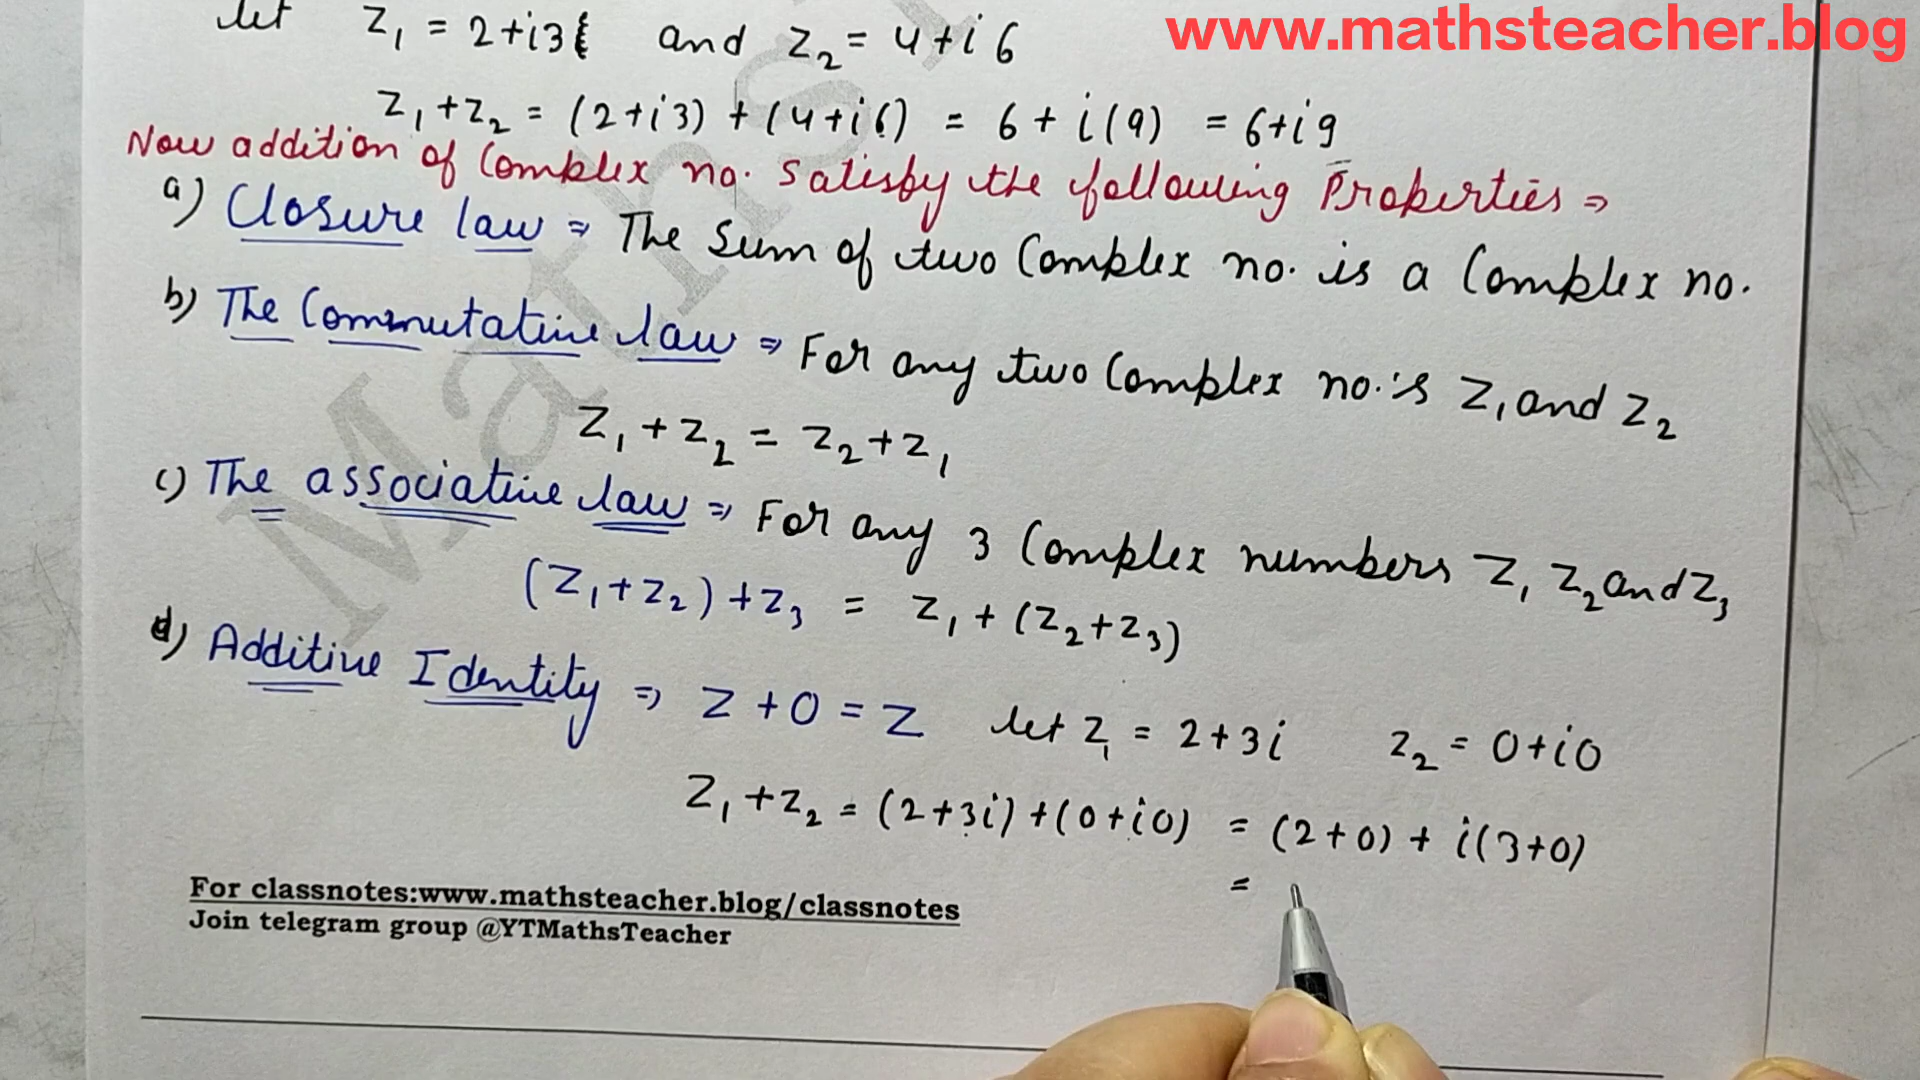 www.mathsteacher.blog
let z₁ = 2+i3 and z₂ = 4+i6
z₁+z₂ = (2+i3) + (4+i6) = 6 + i(9) = 6+i9
Now addition of Complex no. satisfy the following Properties ⇒
a) Closure law ⇒ The sum of two Complex no. is a Complex no.
b) The Commutative law ⇒ For any two Complex no.'s z₁ and z₂
z₁ + z₂ = z₂ + z₁
c) The associative law ⇒ For any 3 Complex numbers z₁ z₂ and z₃
(z₁+z₂) + z₃ = z₁ + (z₂+z₃)
d) Additive Identity ⇒ z + 0 = z let z₁ = 2+3i z₂ = 0+i0
z₁ + z₂ = (2+3i) + (0+i0) = (2+0) + i(3+0)
=
For classnotes:www.mathsteacher.blog/classnotes
Join telegram group @YTMathsTeacher